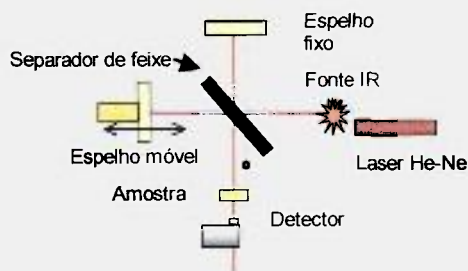 Espelho
fixo
Separador de feixe
Fonte IR
Espelho móvel
Laser He-Ne
Amostra
Detector